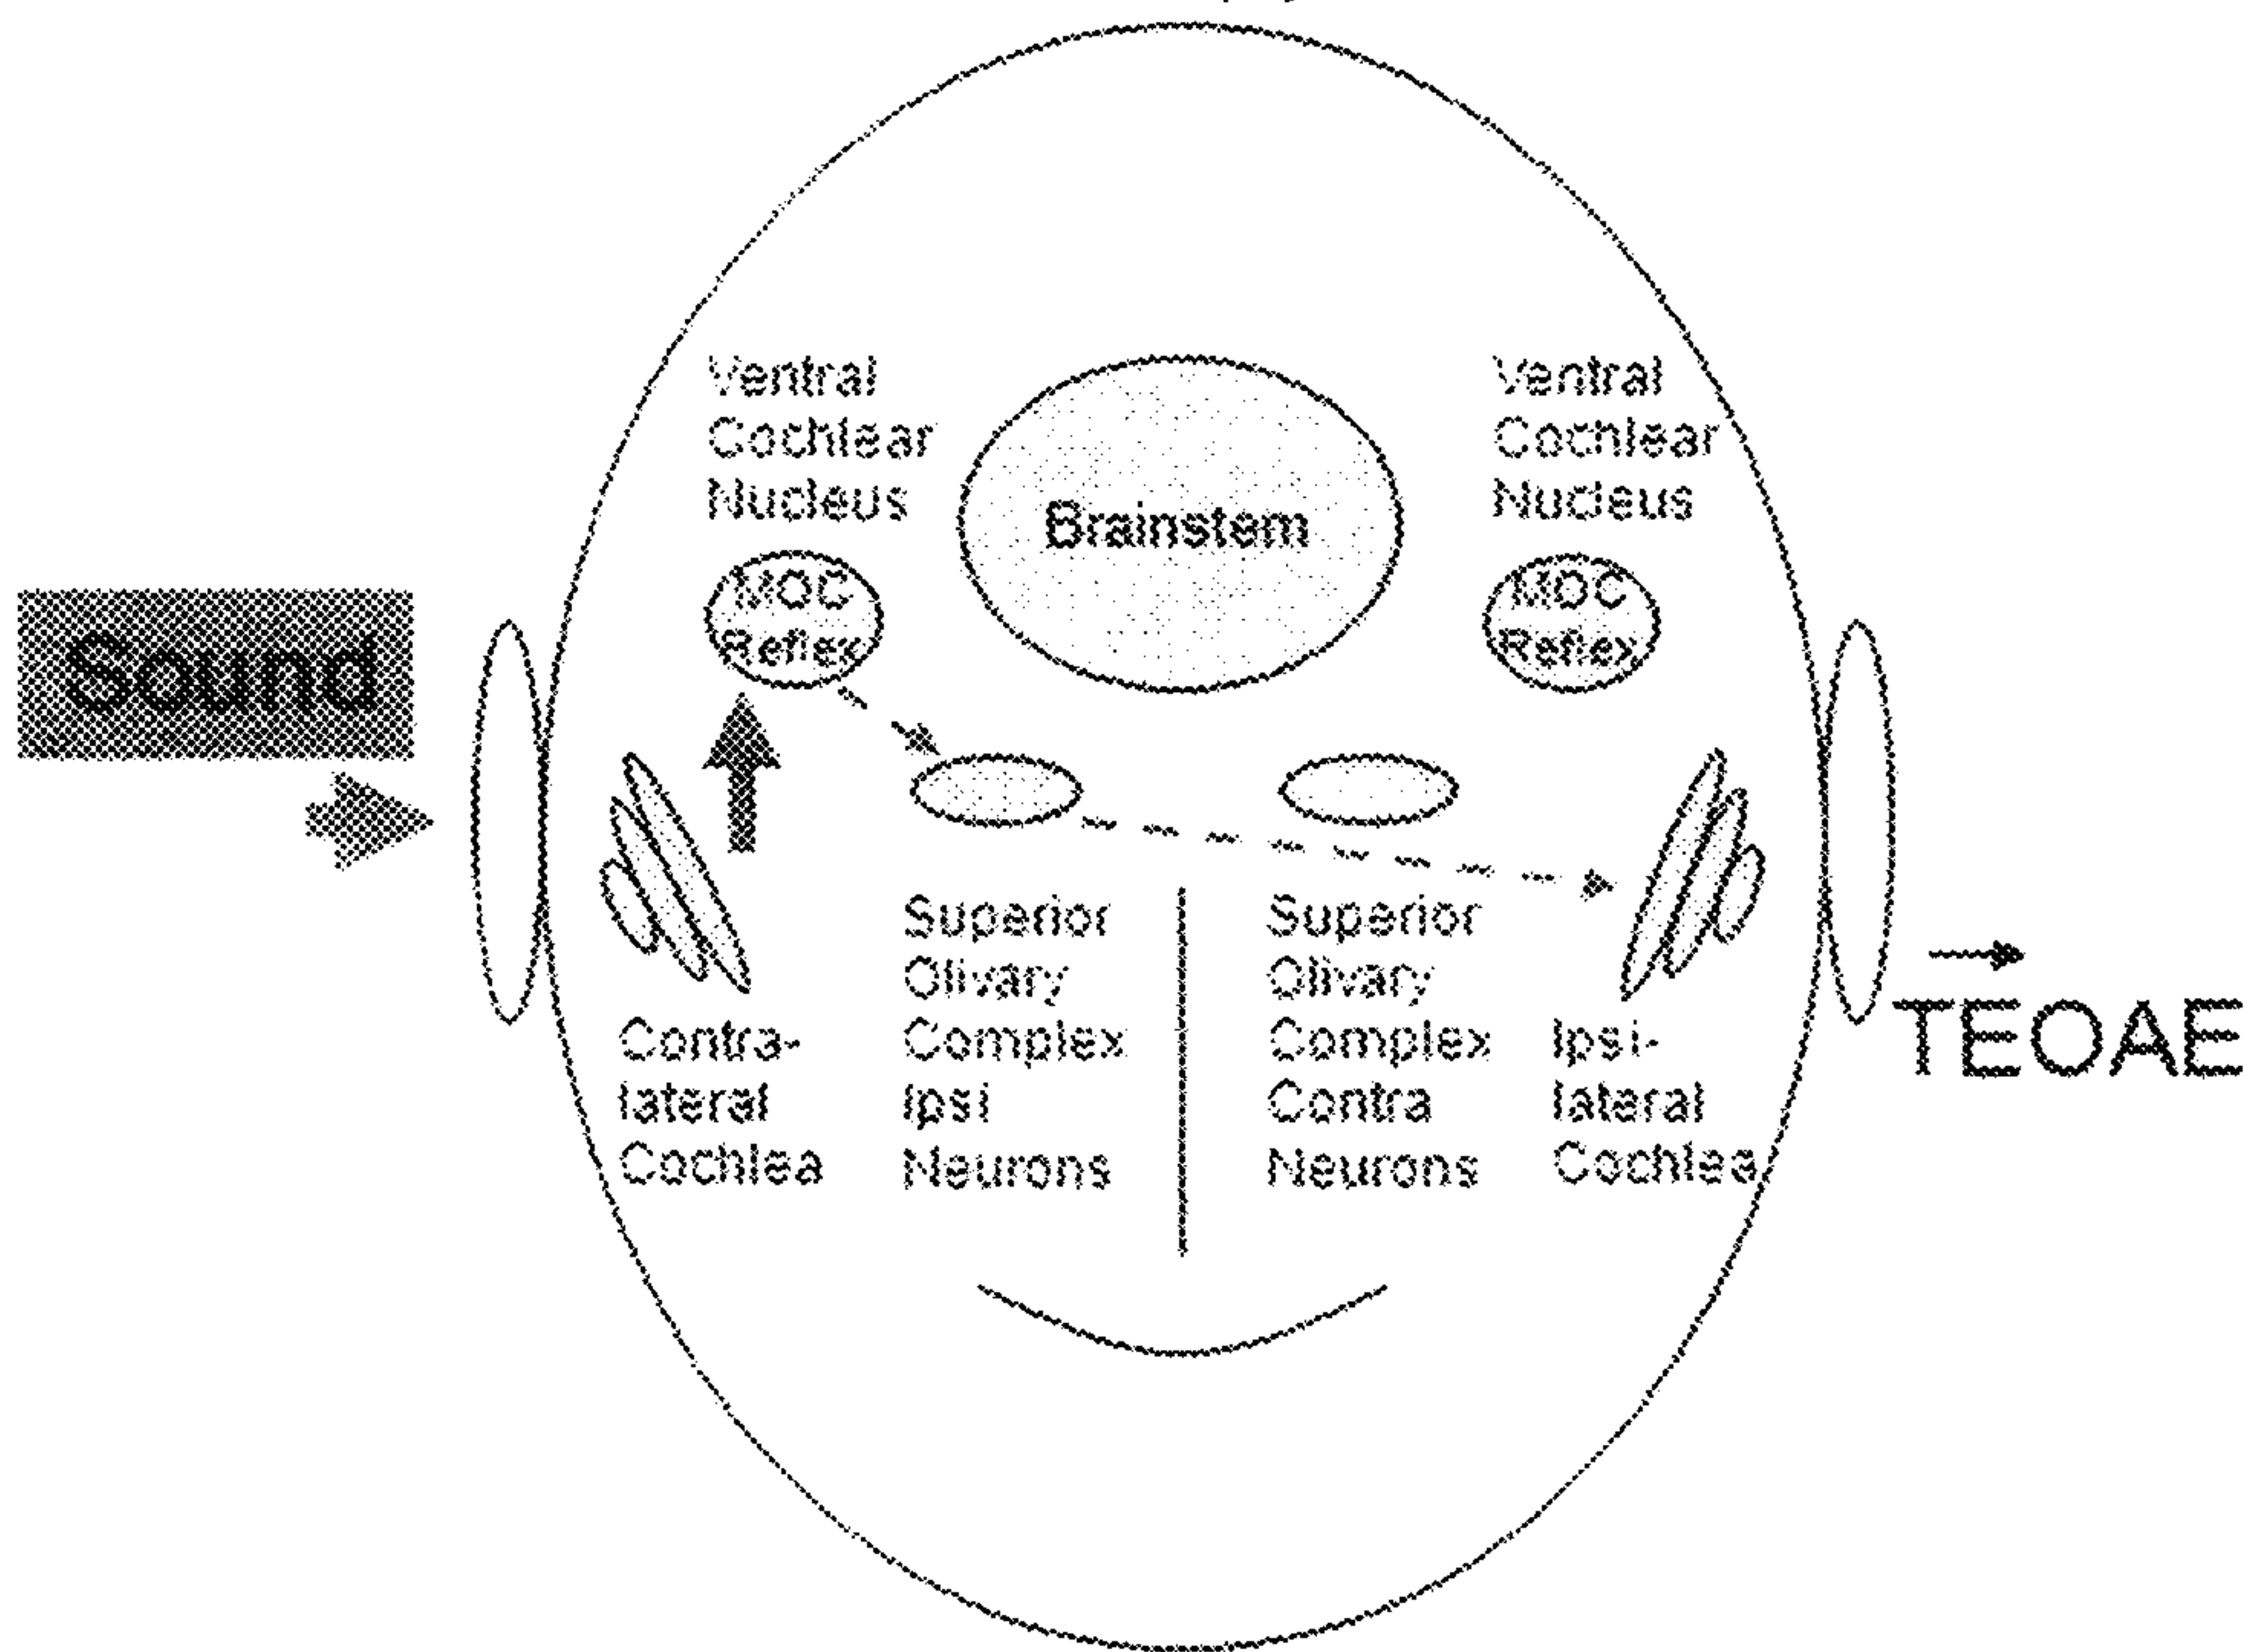 Ventral
Cochlear
Nucleus
Brainstem
Ventral
Cochlear
Nucleus
MOC
Reflex
MOC
Reflex
Sound
Superior
Olivary
Complex
Ipsi
Neurons
Superior
Olivary
Complex
Contra
Neurons
Contra-
lateral
Cochlea
Ipsi-
lateral
Cochlea
TEOAE